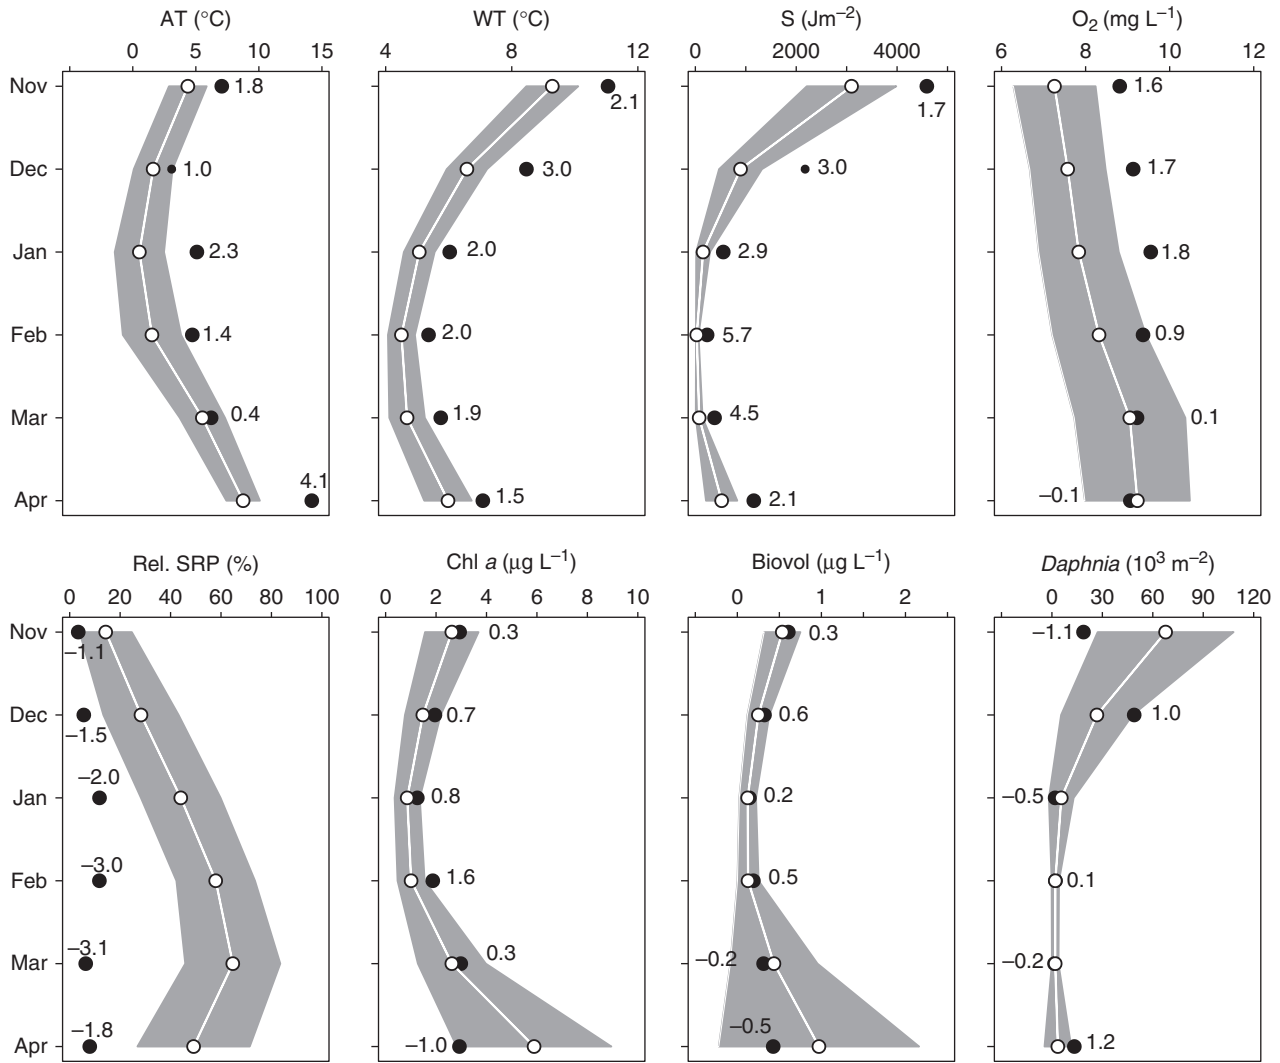 AT (°C) WT (°C) S (Jm−2) O2 (mg L−1)
0 5 10 15 4 8 12 0 2000 4000 6 8 10 12
Nov 1.8 2.1 1.7 1.6
Dec 1.0 3.0 3.0 1.7
Jan 2.3 2.0 2.9 1.8
Feb 1.4 2.0 5.7 0.9
Mar 0.4 1.9 4.5 0.1
Apr 4.1 1.5 2.1 −0.1
Rel. SRP (%) Chl a (μg L−1) Biovol (μg L−1) Daphnia (10³ m−2)
0 20 40 60 80 100 0 2 4 6 8 10 0 1 2 0 30 60 90 120
Nov −1.1 0.3 0.3 −1.1
Dec −1.5 0.7 0.6 1.0
Jan −2.0 0.8 0.2 −0.5
Feb −3.0 1.6 0.5 0.1
Mar −3.1 0.3 −0.2 −0.2
Apr −1.8 −1.0 −0.5 1.2